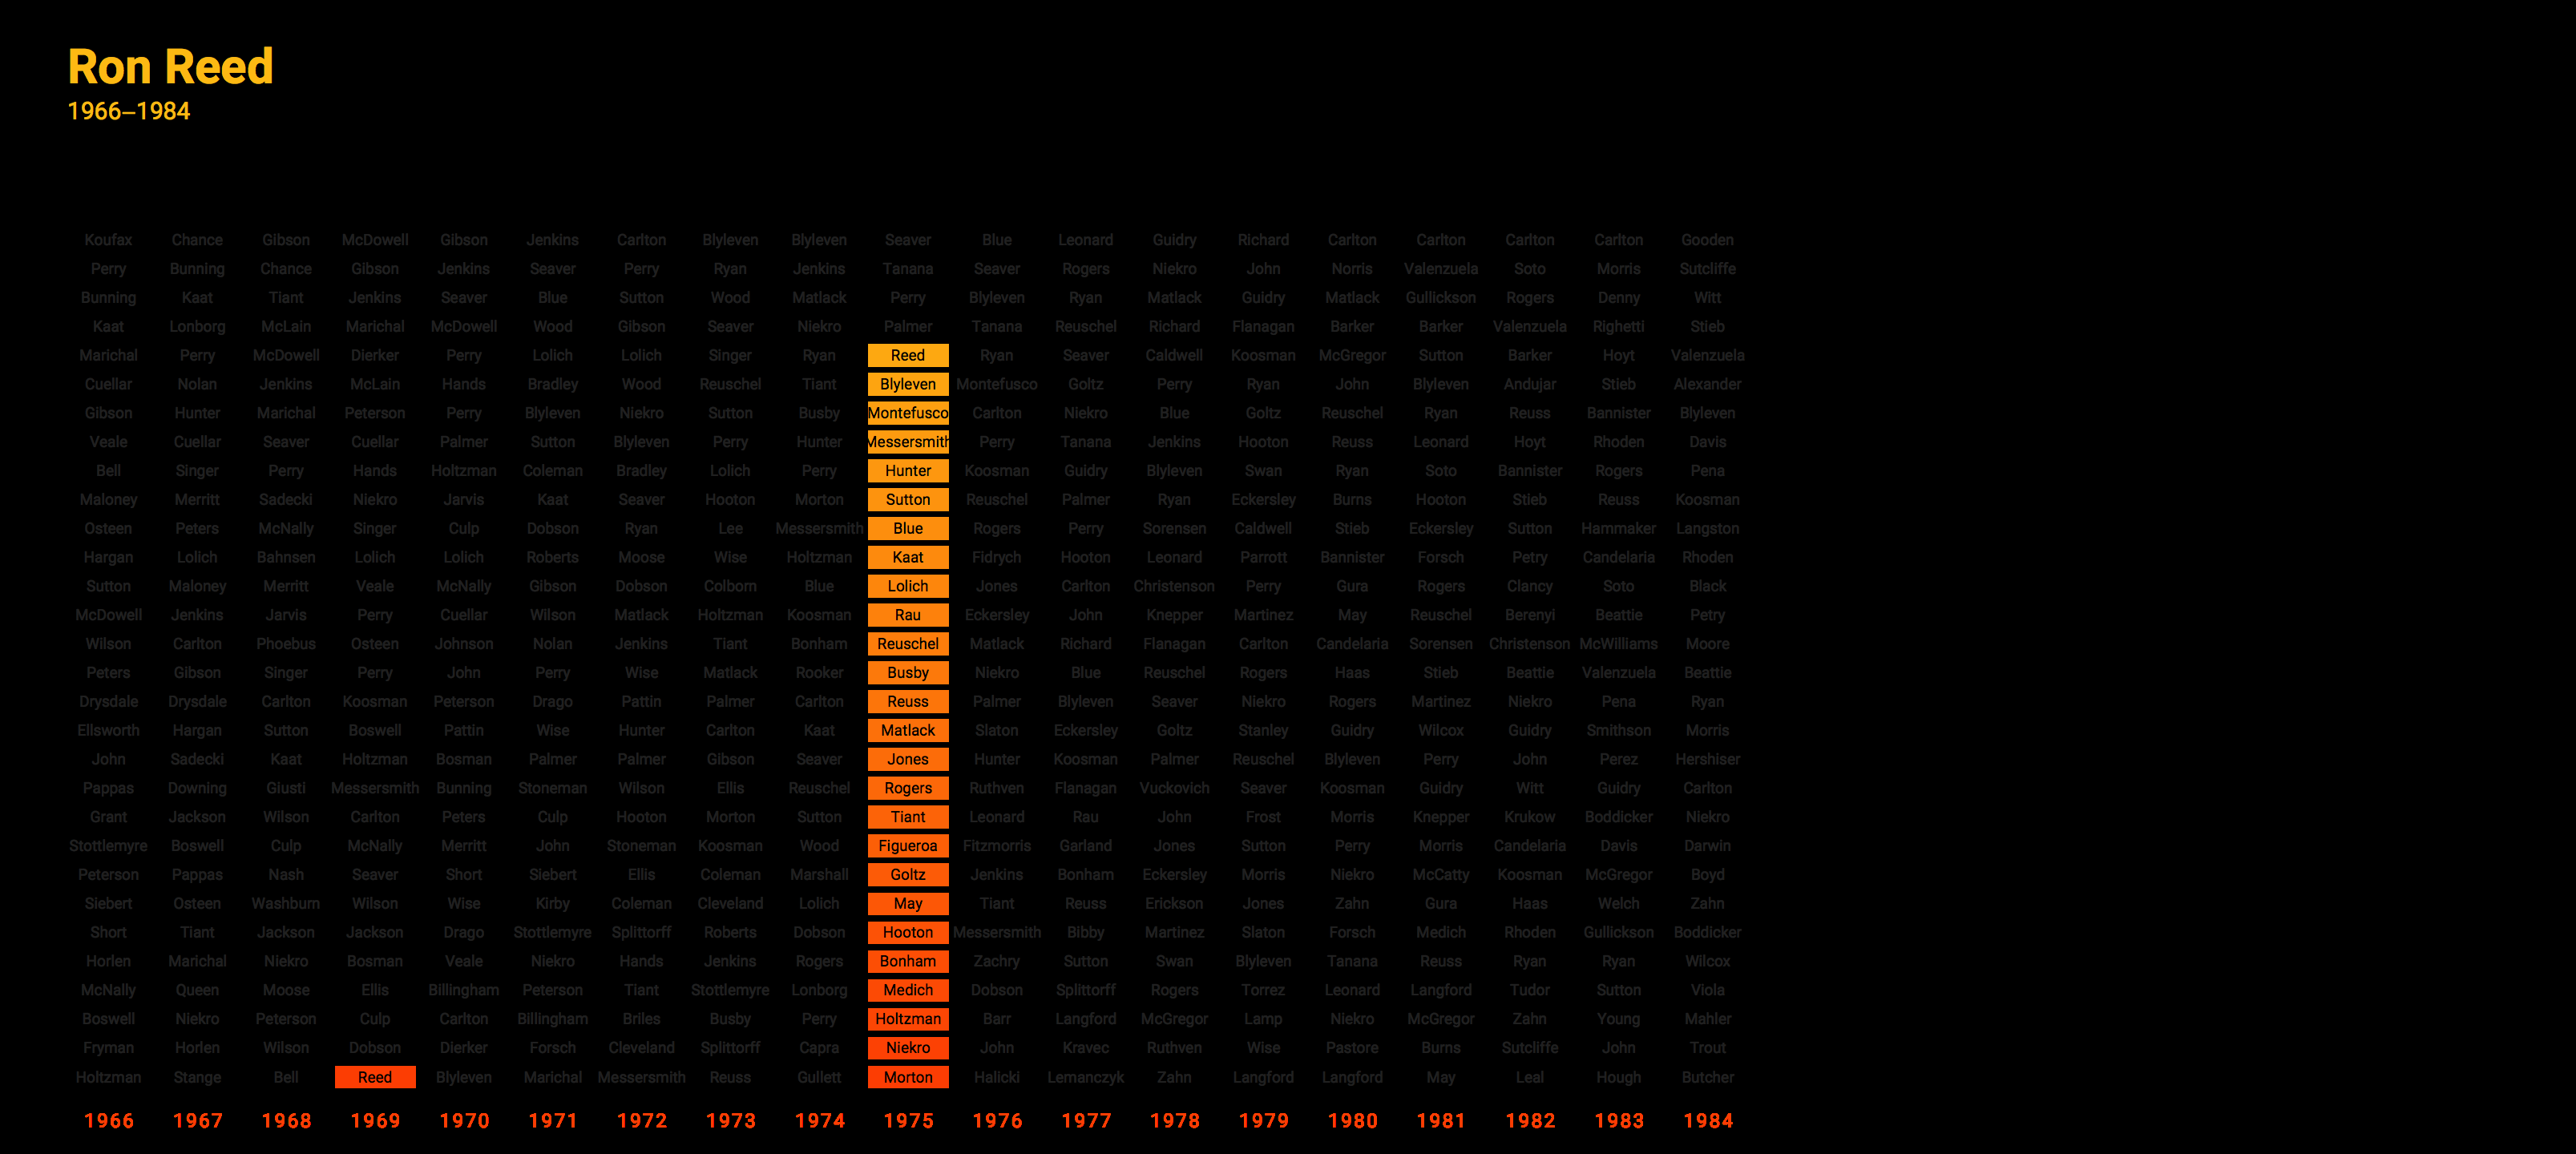 Ron Reed
1966–1984
Koufax Chance Gibson McDowell Gibson Jenkins Carlton Blyleven Blyleven Seaver Blue Leonard Guidry Richard Carlton Carlton Carlton Carlton Gooden
Perry Bunning Chance Gibson Jenkins Seaver Perry Ryan Jenkins Tanana Seaver Rogers Niekro John Norris Valenzuela Soto Morris Sutcliffe
Bunning Kaat Tiant Jenkins Seaver Blue Sutton Wood Matlack Perry Blyleven Ryan Matlack Guidry Matlack Gullickson Rogers Denny Witt
Kaat Lonborg McLain Marichal McDowell Wood Gibson Seaver Niekro Palmer Tanana Reuschel Richard Flanagan Barker Barker Valenzuela Righetti Stieb
Marichal Perry McDowell Dierker Perry Lolich Lolich Singer Ryan Reed Ryan Seaver Caldwell Koosman McGregor Sutton Barker Hoyt Valenzuela
Cuellar Nolan Jenkins McLain Hands Bradley Wood Reuschel Tiant Blyleven Montefusco Goltz Perry Ryan John Blyleven Andujar Stieb Alexander
Gibson Hunter Marichal Peterson Perry Blyleven Niekro Sutton Busby Montefusco Carlton Niekro Blue Goltz Reuschel Ryan Reuss Bannister Blyleven
Veale Cuellar Seaver Cuellar Palmer Sutton Blyleven Perry Hunter Messersmith Perry Tanana Jenkins Hooton Reuss Leonard Hoyt Rhoden Davis
Bell Singer Perry Hands Holtzman Coleman Bradley Lolich Perry Hunter Koosman Guidry Blyleven Swan Ryan Soto Bannister Rogers Pena
Maloney Merritt Sadecki Niekro Jarvis Kaat Seaver Hooton Morton Sutton Reuschel Palmer Ryan Eckersley Burns Hooton Stieb Reuss Koosman
Osteen Peters McNally Singer Culp Dobson Ryan Lee Messersmith Blue Rogers Perry Sorensen Caldwell Stieb Eckersley Sutton Hammaker Langston
Hargan Lolich Bahnsen Lolich Lolich Roberts Moose Wise Holtzman Kaat Fidrych Hooton Leonard Parrott Bannister Forsch Petry Candelaria Rhoden
Sutton Maloney Merritt Veale McNally Gibson Dobson Colborn Blue Lolich Jones Carlton Christenson Perry Gura Rogers Clancy Soto Black
McDowell Jenkins Jarvis Perry Cuellar Wilson Matlack Holtzman Koosman Rau Eckersley John Knepper Martinez May Reuschel Berenyi Beattie Petry
Wilson Carlton Phoebus Osteen Johnson Nolan Jenkins Tiant Bonham Reuschel Matlack Richard Flanagan Carlton Candelaria Sorensen Christenson McWilliams Moore
Peters Gibson Singer Perry John Perry Wise Matlack Rooker Busby Niekro Blue Reuschel Rogers Haas Stieb Beattie Valenzuela Beattie
Drysdale Drysdale Carlton Koosman Peterson Drago Pattin Palmer Carlton Reuss Palmer Blyleven Seaver Niekro Rogers Martinez Niekro Pena Ryan
Ellsworth Hargan Sutton Boswell Pattin Wise Hunter Carlton Kaat Matlack Slaton Eckersley Goltz Stanley Guidry Wilcox Guidry Smithson Morris
John Sadecki Kaat Holtzman Bosman Palmer Palmer Gibson Seaver Jones Hunter Koosman Palmer Reuschel Blyleven Perry John Perez Hershiser
Pappas Downing Giusti Messersmith Bunning Stoneman Wilson Ellis Reuschel Rogers Ruthven Flanagan Vuckovich Seaver Koosman Guidry Witt Guidry Carlton
Grant Jackson Wilson Carlton Peters Culp Hooton Morton Sutton Tiant Leonard Rau John Frost Morris Knepper Krukow Boddicker Niekro
Stottlemyre Boswell Culp McNally Merritt John Stoneman Koosman Wood Figueroa Fitzmorris Garland Jones Sutton Perry Morris Candelaria Davis Darwin
Peterson Pappas Nash Seaver Short Siebert Ellis Coleman Marshall Goltz Jenkins Bonham Eckersley Morris Niekro McCatty Koosman McGregor Boyd
Siebert Osteen Washburn Wilson Wise Kirby Coleman Cleveland Lolich May Tiant Reuss Erickson Jones Zahn Gura Haas Welch Zahn
Short Tiant Jackson Jackson Drago Stottlemyre Splittorff Roberts Dobson Hooton Messersmith Bibby Martinez Slaton Forsch Medich Rhoden Gullickson Boddicker
Horlen Marichal Niekro Bosman Veale Niekro Hands Jenkins Rogers Bonham Zachry Sutton Swan Blyleven Tanana Reuss Ryan Ryan Wilcox
McNally Queen Moose Ellis Billingham Peterson Tiant Stottlemyre Lonborg Medich Dobson Splittorff Rogers Torrez Leonard Langford Tudor Sutton Viola
Boswell Niekro Peterson Culp Carlton Billingham Briles Busby Perry Holtzman Barr Langford McGregor Lamp Niekro McGregor Zahn Young Mahler
Fryman Horlen Wilson Dobson Dierker Forsch Cleveland Splittorff Capra Niekro John Kravec Ruthven Wise Pastore Burns Sutcliffe John Trout
Holtzman Stange Bell Reed Blyleven Marichal Messersmith Reuss Gullett Morton Halicki Lemanczyk Zahn Langford Langford May Leal Hough Butcher
1966 1967 1968 1969 1970 1971 1972 1973 1974 1975 1976 1977 1978 1979 1980 1981 1982 1983 1984